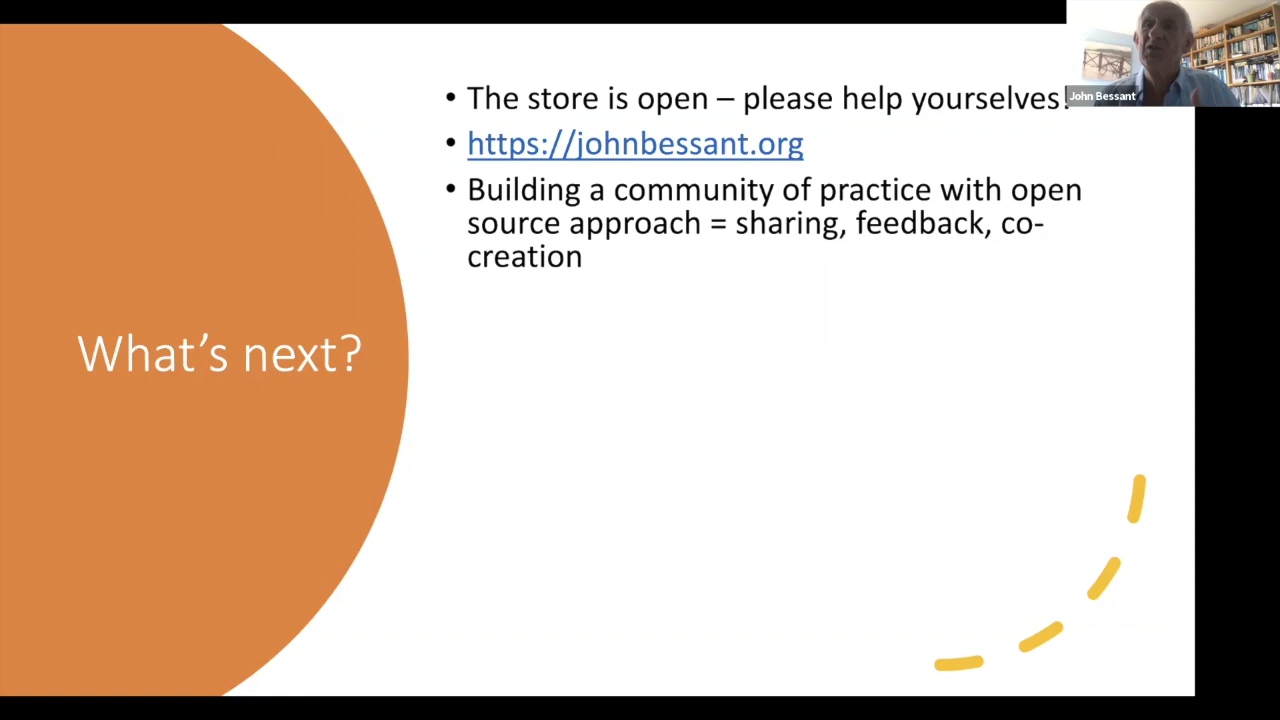 John Bessant
• The store is open – please help yourselves!
• https://johnbessant.org
• Building a community of practice with open
source approach = sharing, feedback, co-
creation
What's next?